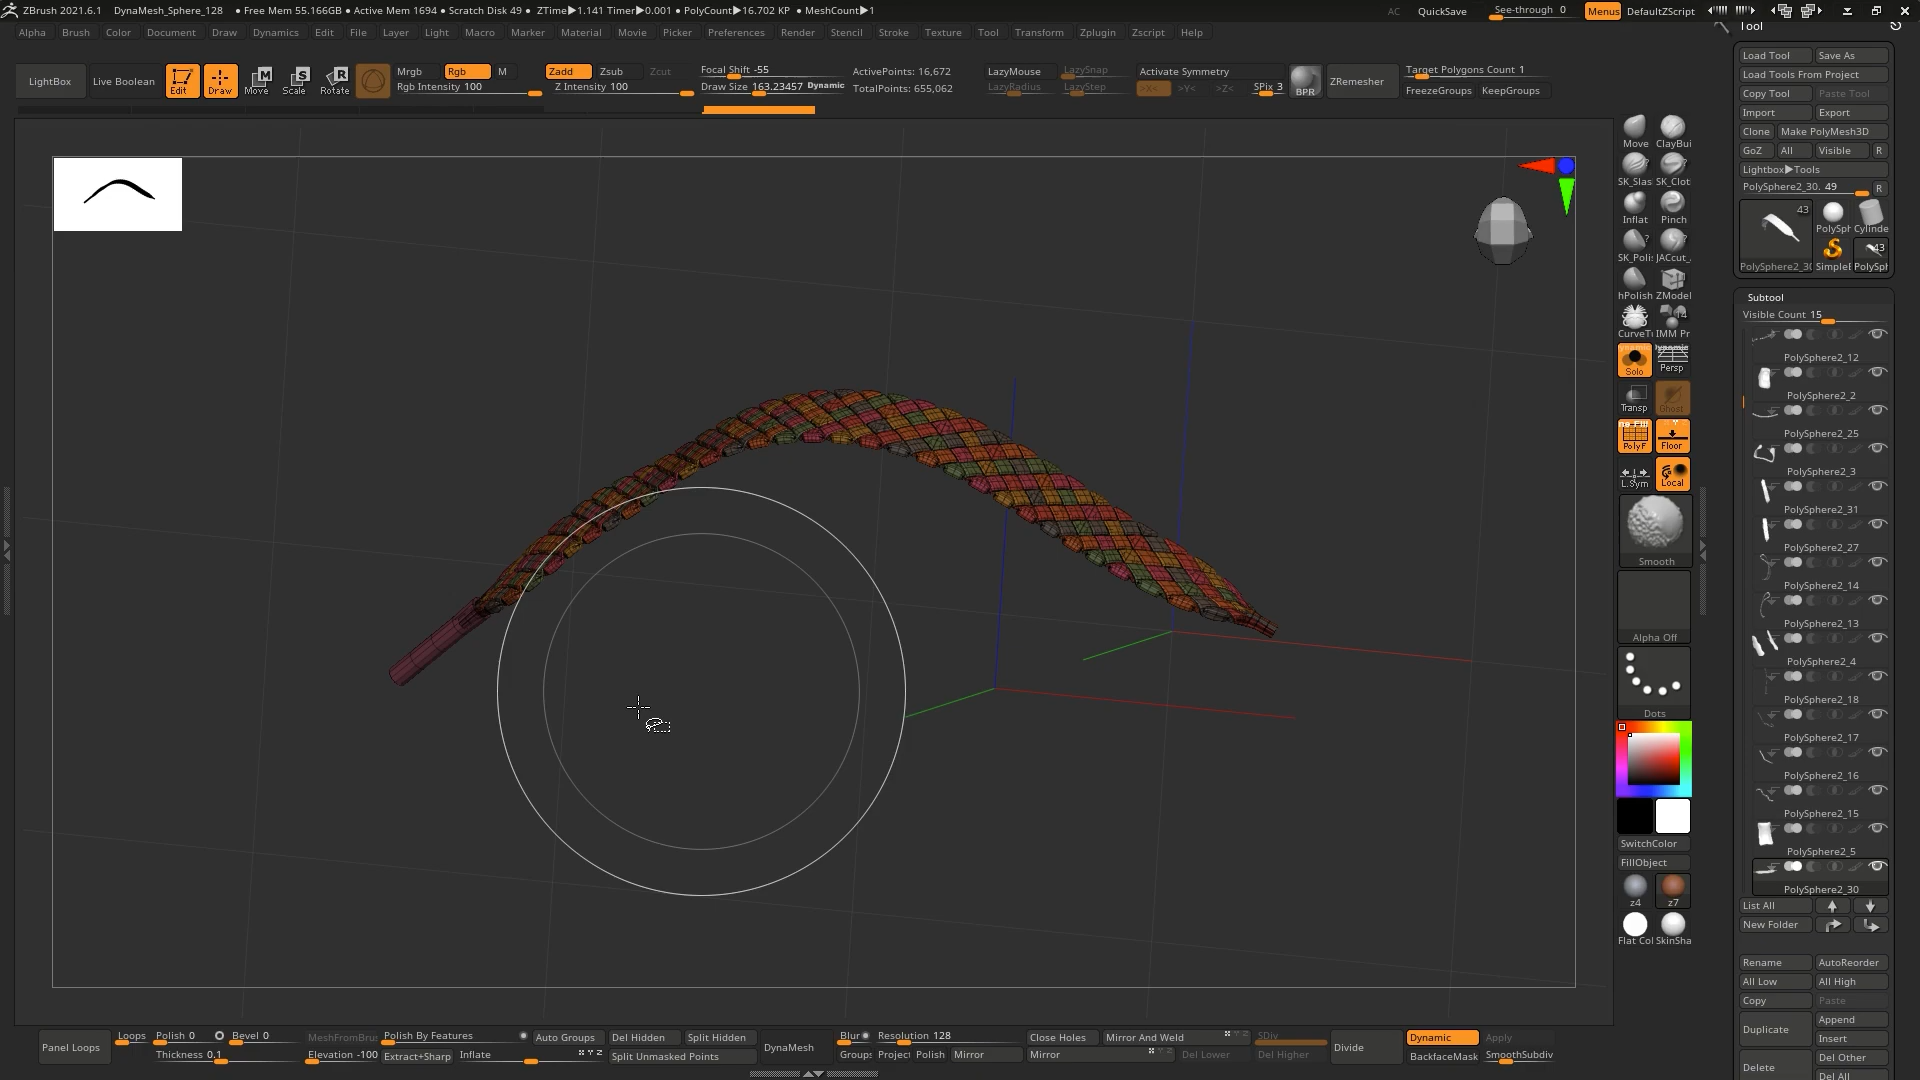 ZBrush 2021.6.1 DynaMesh_Sphere_128 • Free Mem 55.166GB • Active Mem 1694 • Scratch Disk 49 • ZTime▶1.141 Timer▶0.001 • PolyCount▶16.702 KP • MeshCount▶1 AC QuickSave See-through 0 Menus DefaultZScript
Alpha Brush Color Document Draw Dynamics Edit File Layer Light Macro Marker Material Movie Picker Preferences Render Stencil Stroke Texture Tool Transform Zplugin Zscript Help
LightBox Live Boolean Edit Draw Move Scale Rotate
Mrgb Rgb M Zadd Zsub Zcut Focal Shift -55 ActivePoints: 16,672 LazyMouse LazySnap Activate Symmetry BPR ZRemesher Target Polygons Count 1
Rgb Intensity 100 Z Intensity 100 Draw Size 163.23457 Dynamic TotalPoints: 655,062 LazyRadius LazyStep >X< >Y< >Z< SPix 3 FreezeGroups KeepGroups
Move ClayBui
SK_Slas SK_Clot
Inflat Pinch
SK_Poli JACcut_
hPolish ZModel
CurveT IMM Pr
14
Solo Persp
Transp Ghost
PolyF Floor
L.Sym Local
Smooth
Alpha Off
Dots
SwitchColor
FillObject
z4 z7
Flat Col SkinSha
Tool
Load Tool Save As
Load Tools From Project
Copy Tool Paste Tool
Import Export
Clone Make PolyMesh3D
GoZ All Visible R
Lightbox▶Tools
PolySphere2_30. 49 R
43
PolySph Cylinde
43
PolySphere2_30 SimpleB PolySph
Subtool
Visible Count 15
PolySphere2_12
PolySphere2_2
PolySphere2_25
PolySphere2_3
PolySphere2_31
PolySphere2_27
PolySphere2_14
PolySphere2_13
PolySphere2_4
PolySphere2_18
PolySphere2_17
PolySphere2_16
PolySphere2_15
PolySphere2_5
PolySphere2_30
List All
New Folder
Rename AutoReorder
All Low All High
Copy Paste
Duplicate Append
Insert
Delete Del Other
Del All
Panel Loops Loops Polish 0 Bevel 0 MeshFromBrus Polish By Features Auto Groups Del Hidden Split Hidden DynaMesh Blur Resolution 128 Close Holes Mirror And Weld SDiv Divide Dynamic Apply
Thickness 0.1 Elevation -100 Extract+Sharp Inflate Split Unmasked Points Groups Project Polish Mirror Mirror Del Lower Del Higher BackfaceMask SmoothSubdiv